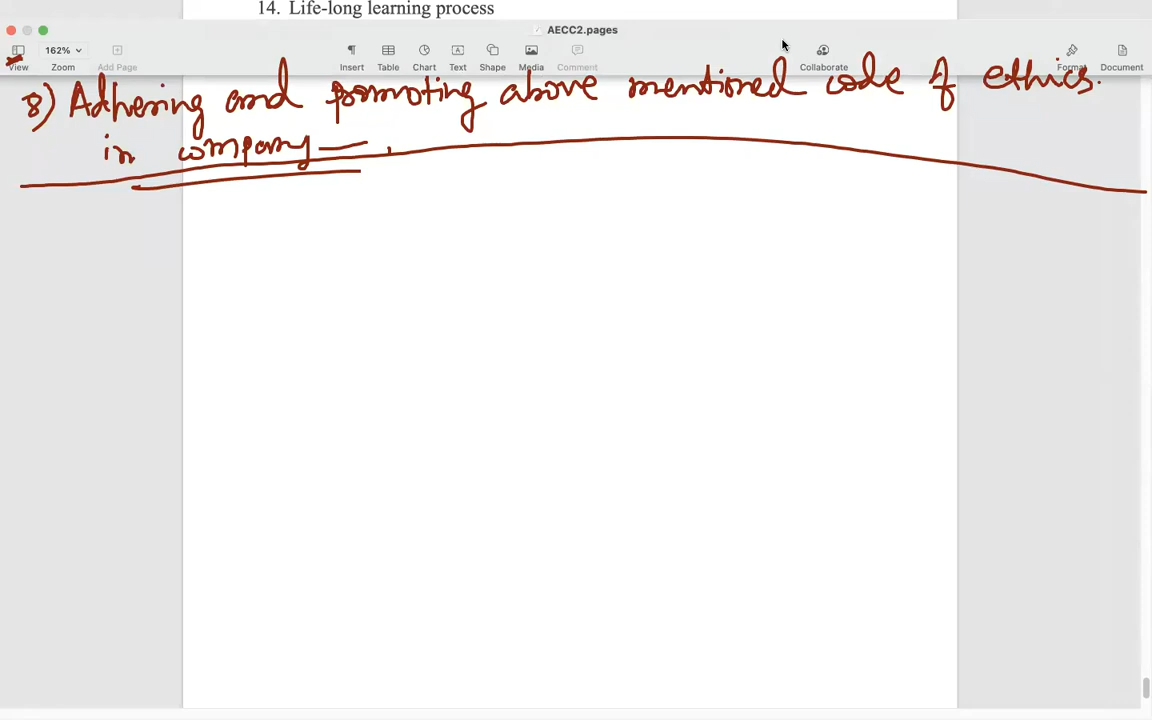 14. Life-long learning process
AECC2.pages
162%
View
Zoom
Add Page
Insert
Table
Chart
Text
Shape
Media
Comment
Collaborate
Format
Document
8) Adhering and promoting above mentioned code of ethics.
in company